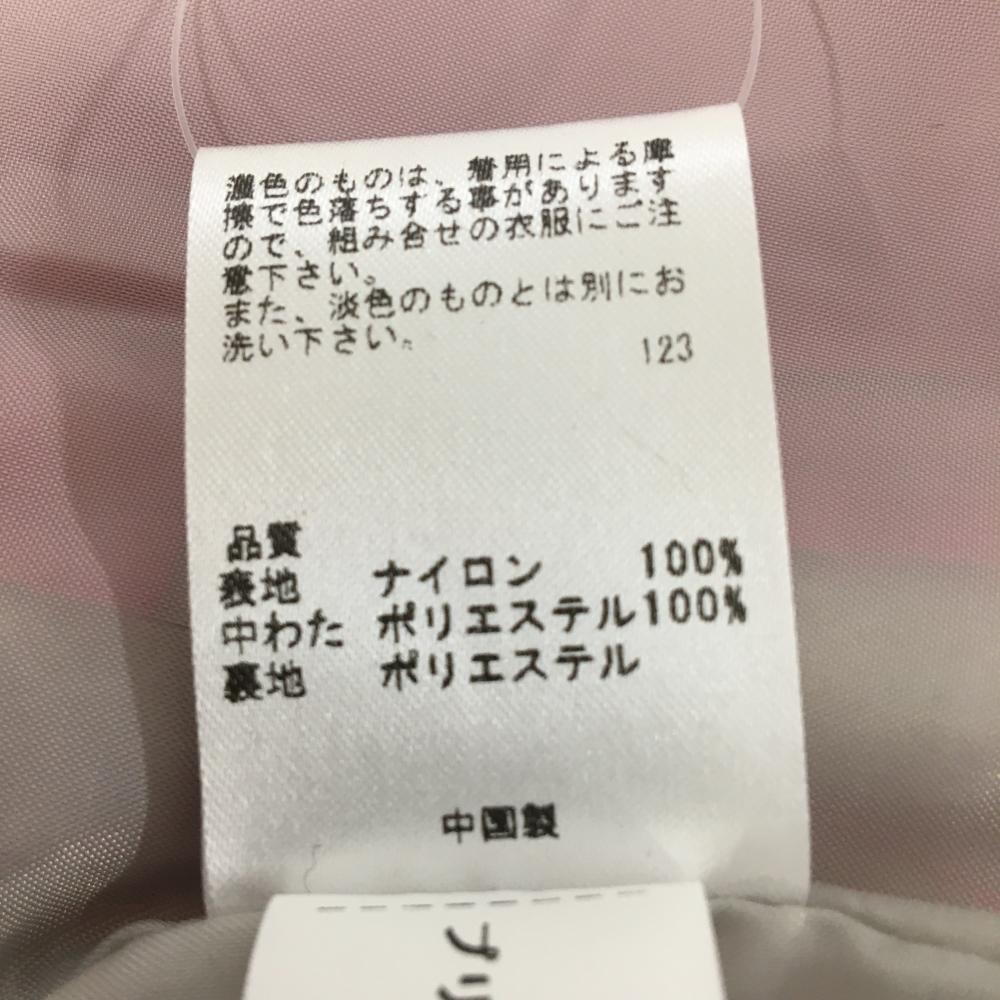 濃色のものは、着用による摩
擦で色落ちする事があります
ので、組み合せの衣服にご注
意下さい。
また、淡色のものとは別にお
洗い下さい。
123
品質
表地 ナイロン 100%
中わた ポリエステル100%
裏地 ポリエステル
中国製
プリ